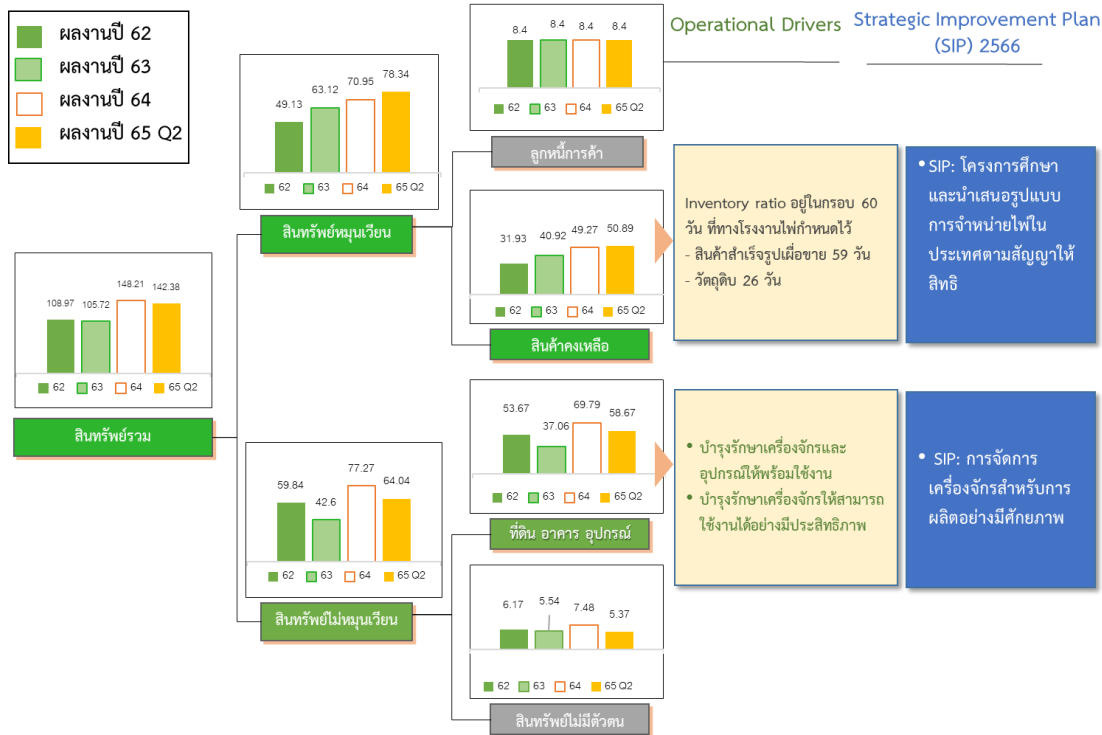 ผลงานปี 62
ผลงานปี 63
ผลงานปี 64
ผลงานปี 65 Q2
Operational Drivers
Strategic Improvement Plan
(SIP) 2566
8.4 8.4 8.4 8.4
62 63 64 65 Q2
ลูกหนี้การค้า
49.13 63.12 70.95 78.34
62 63 64 65 Q2
สินทรัพย์หมุนเวียน
31.93 40.92 49.27 50.89
62 63 64 65 Q2
สินค้าคงเหลือ
Inventory ratio อยู่ในกรอบ 60
วัน ที่ทางโรงงานไพ่กำหนดไว้
- สินค้าสำเร็จรูปเผื่อขาย 59 วัน
- วัตถุดิบ 26 วัน
• SIP: โครงการศึกษา
และนำเสนอรูปแบบ
การจำหน่ายไพ่ใน
ประเทศตามสัญญาให้
สิทธิ
108.97 105.72 148.21 142.38
62 63 64 65 Q2
สินทรัพย์รวม
53.67 37.06 69.79 58.67
62 63 64 65 Q2
ที่ดิน อาคาร อุปกรณ์
• บำรุงรักษาเครื่องจักรและ
อุปกรณ์ให้พร้อมใช้งาน
• บำรุงรักษาเครื่องจักรให้สามารถ
ใช้งานได้อย่างมีประสิทธิภาพ
• SIP: การจัดการ
เครื่องจักรสำหรับการ
ผลิตอย่างมีศักยภาพ
59.84 42.6 77.27 64.04
62 63 64 65 Q2
สินทรัพย์ไม่หมุนเวียน
6.17 5.54 7.48 5.37
62 63 64 65 Q2
สินทรัพย์ไม่มีตัวตน